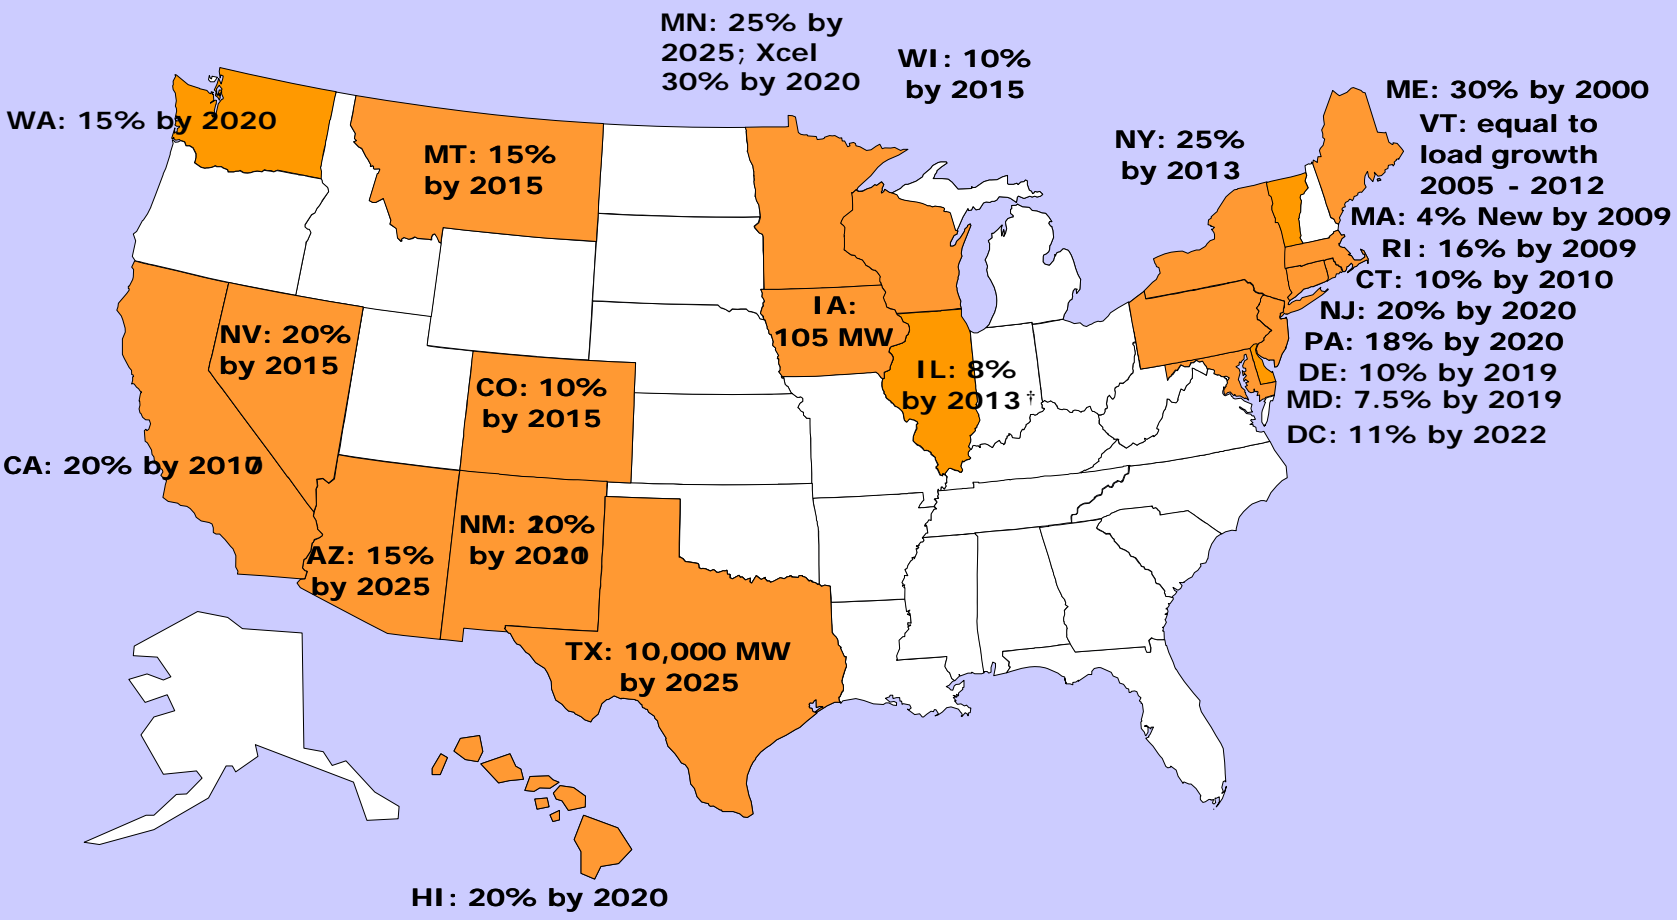 MN: 25% by
2025; Xcel
30% by 2020
WI: 10%
by 2015
ME: 30% by 2000
WA: 15% by 2020
VT: equal to
load growth
2005 - 2012
NY: 25%
by 2013
MT: 15%
by 2015
MA: 4% New by 2009
RI: 16% by 2009
CT: 10% by 2010
IA:
105 MW
NJ: 20% by 2020
NV: 20%
by 2015
PA: 18% by 2020
IL: 8%
by 2013†
DE: 10% by 2019
CO: 10%
by 2015
MD: 7.5% by 2019
DC: 11% by 2022
CA: 20% by
NM:
by
AZ: 15%
by 2025
TX: 10,000 MW
by 2025
HI: 20% by 2020